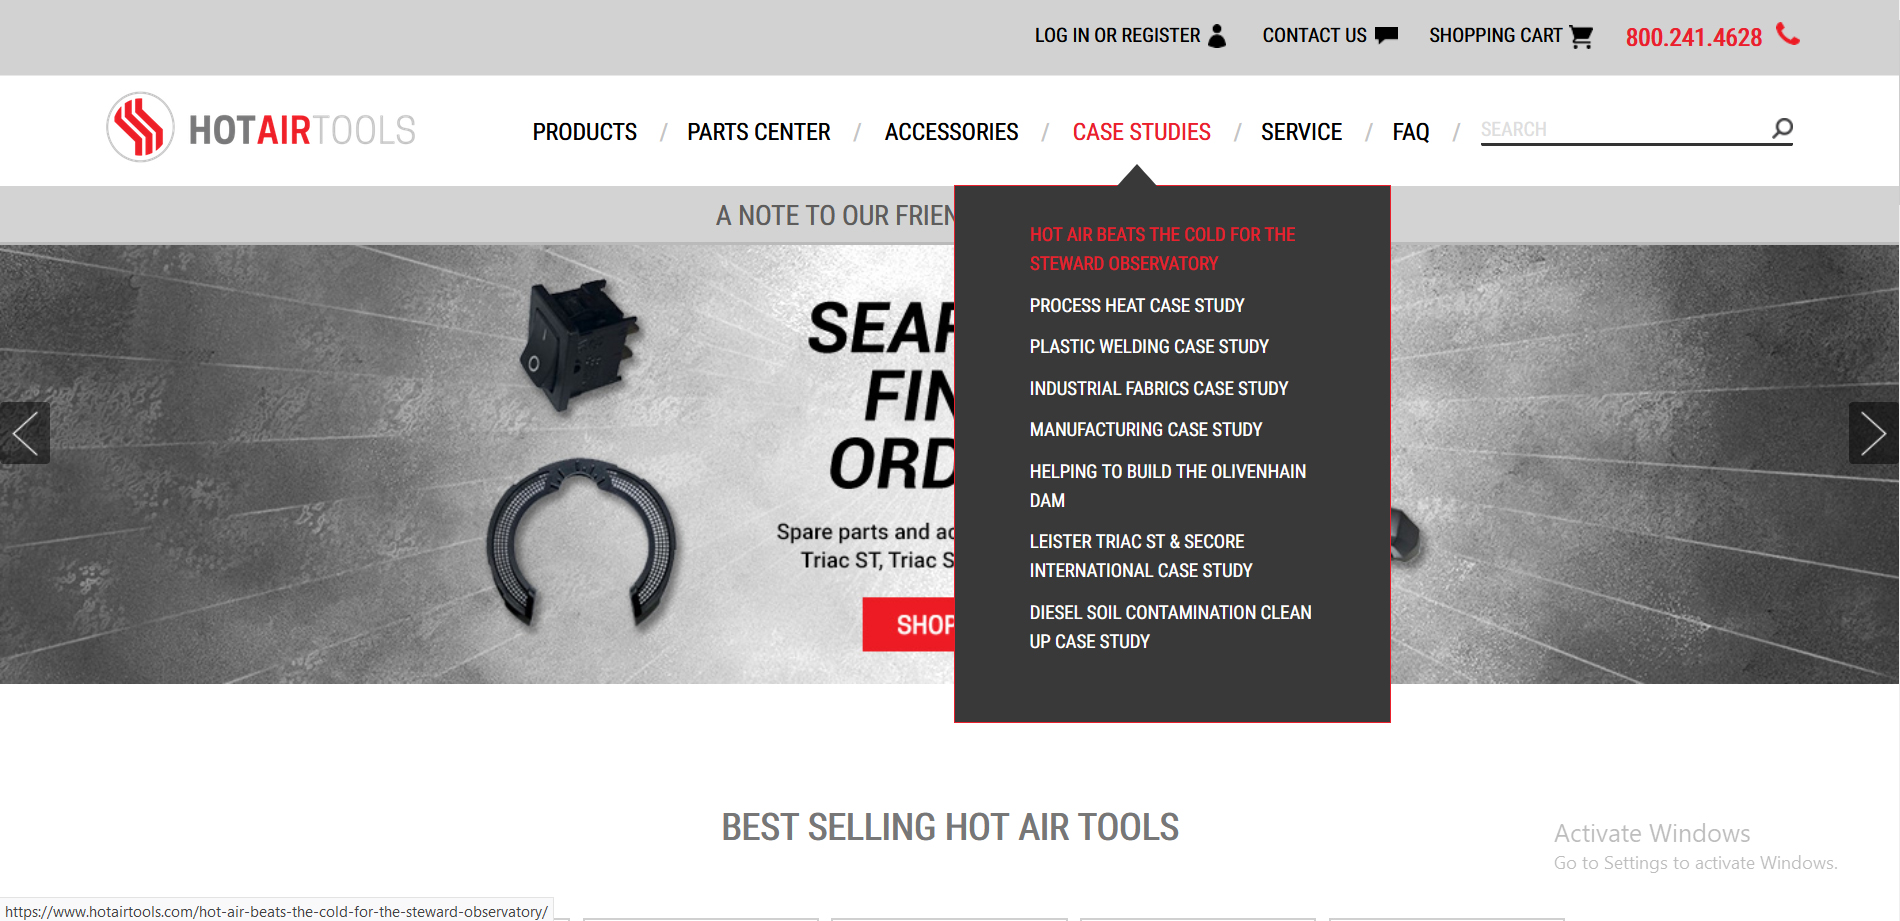 LOG IN OR REGISTER
CONTACT US
SHOPPING CART
800.241.4628
HOTAIRTOOLS
PRODUCTS / PARTS CENTER / ACCESSORIES / CASE STUDIES / SERVICE / FAQ /
SEARCH
A NOTE TO OUR
HOT AIR BEATS THE COLD FOR THE
STEWARD OBSERVATORY
PROCESS HEAT CASE STUDY
PLASTIC WELDING CASE STUDY
INDUSTRIAL FABRICS CASE STUDY
MANUFACTURING CASE STUDY
HELPING TO BUILD THE OLIVENHAIN
DAM
LEISTER TRIAC ST & SECORE
INTERNATIONAL CASE STUDY
DIESEL SOIL CONTAMINATION CLEAN
UP CASE STUDY
Spare parts and
Triac ST, Triac S
SHOP
BEST SELLING HOT AIR TOOLS
Activate Windows
Go to Settings to activate Windows.
https://www.hotairtools.com/hot-air-beats-the-cold-for-the-steward-observatory/